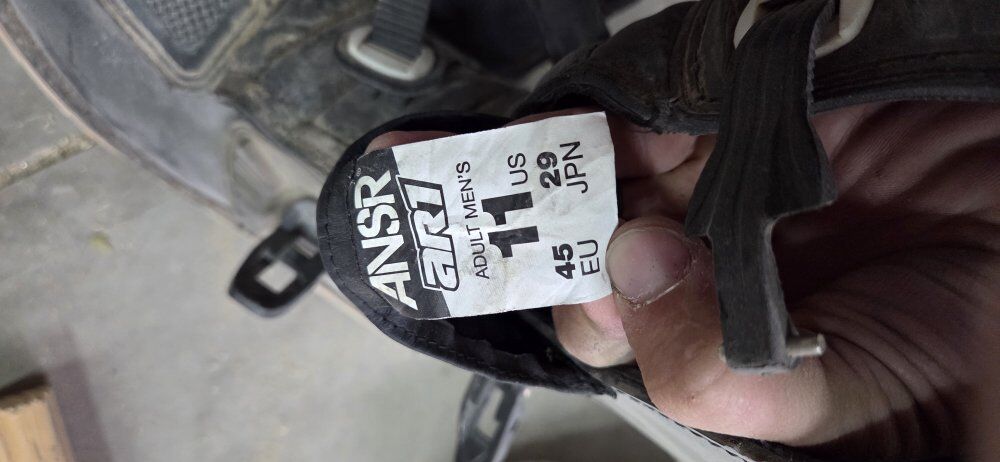 ANSR
aR1
ADULT MEN'S
11 US
45 29
EU JPN